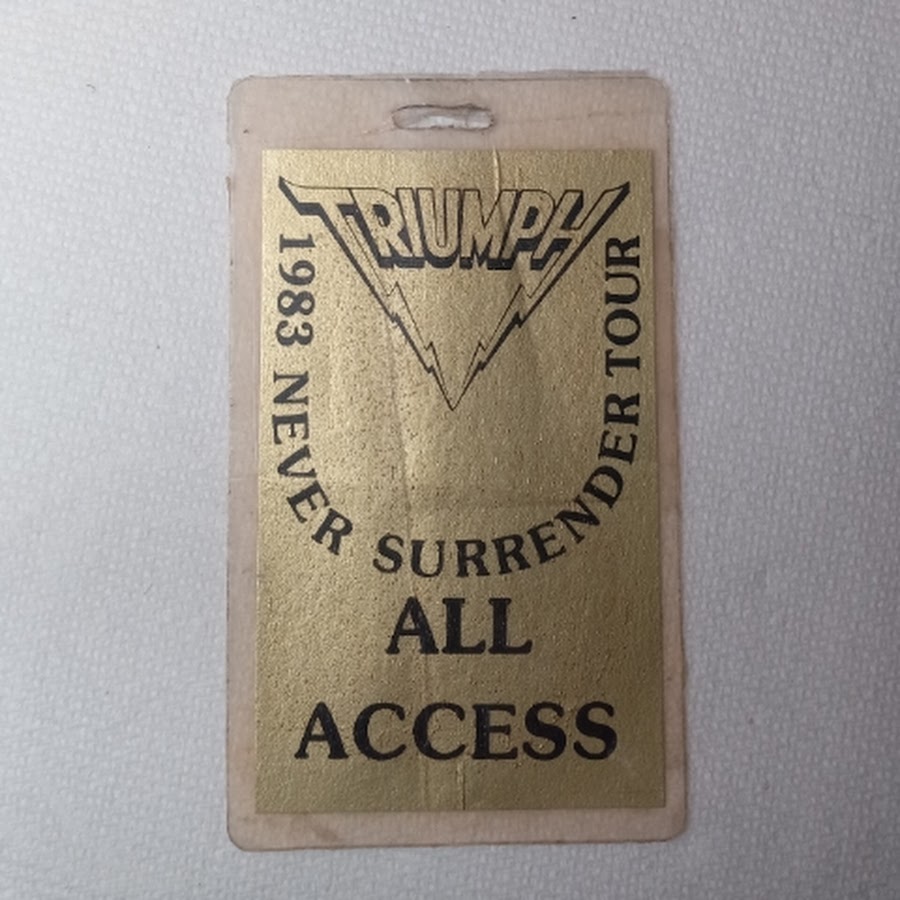 TRIUMPH
1983 NEVER SURRENDER TOUR
ALL
ACCESS